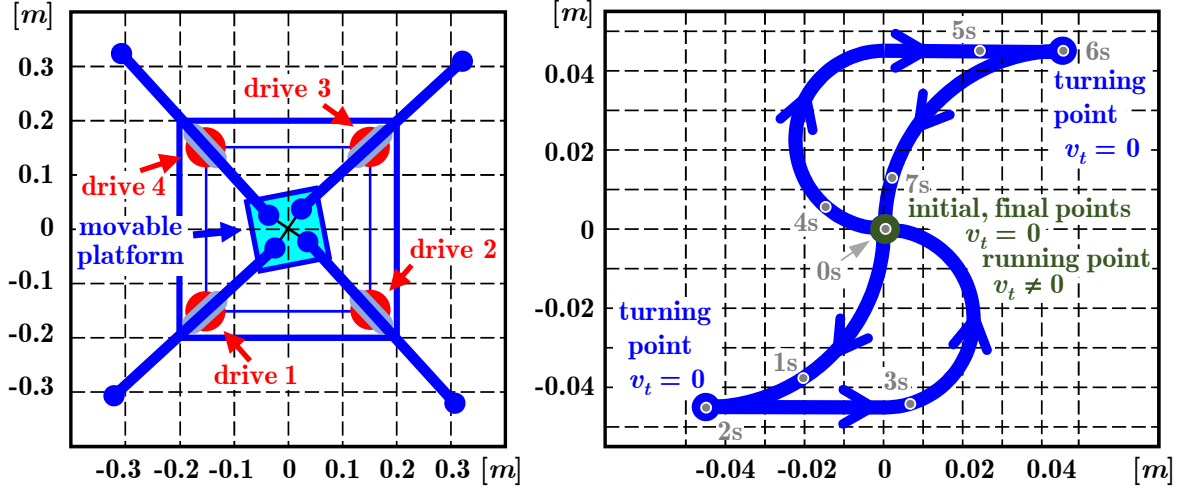 [m]
0.3
0.2
0.1
0
-0.1
-0.2
-0.3
-0.3 -0.2 -0.1 0 0.1 0.2 0.3 [m]
drive 3
drive 4
movable
platform
drive 2
drive 1
[m]
0.04
0.02
0
-0.02
-0.04
-0.04 -0.02 0 0.02 0.04 [m]
5s
6s
turning
point
v_t = 0
7s
4s
initial, final points
v_t = 0
0s
running point
v_t ≠ 0
turning
point
v_t = 0
1s
3s
2s